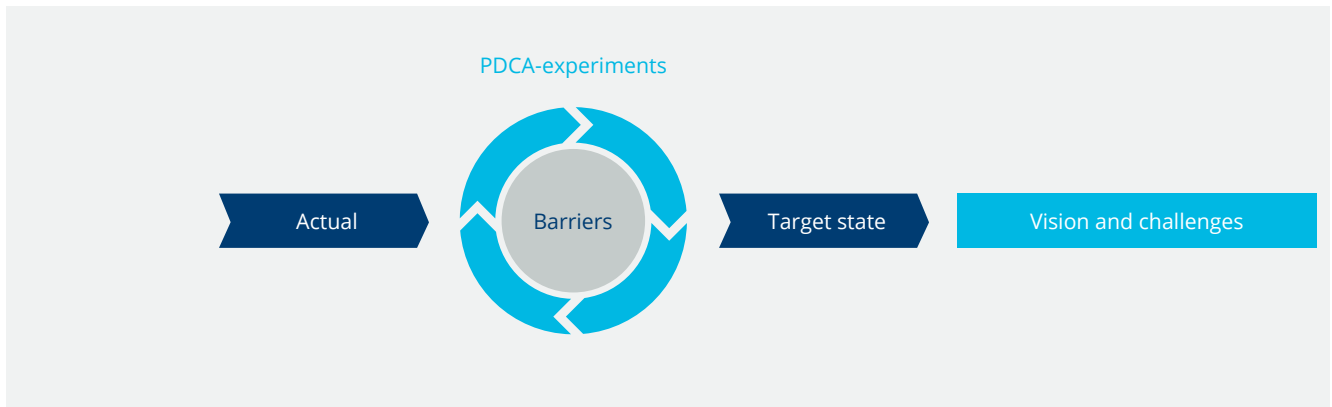 PDCA-experiments
Actual
Barriers
Target state
Vision and challenges